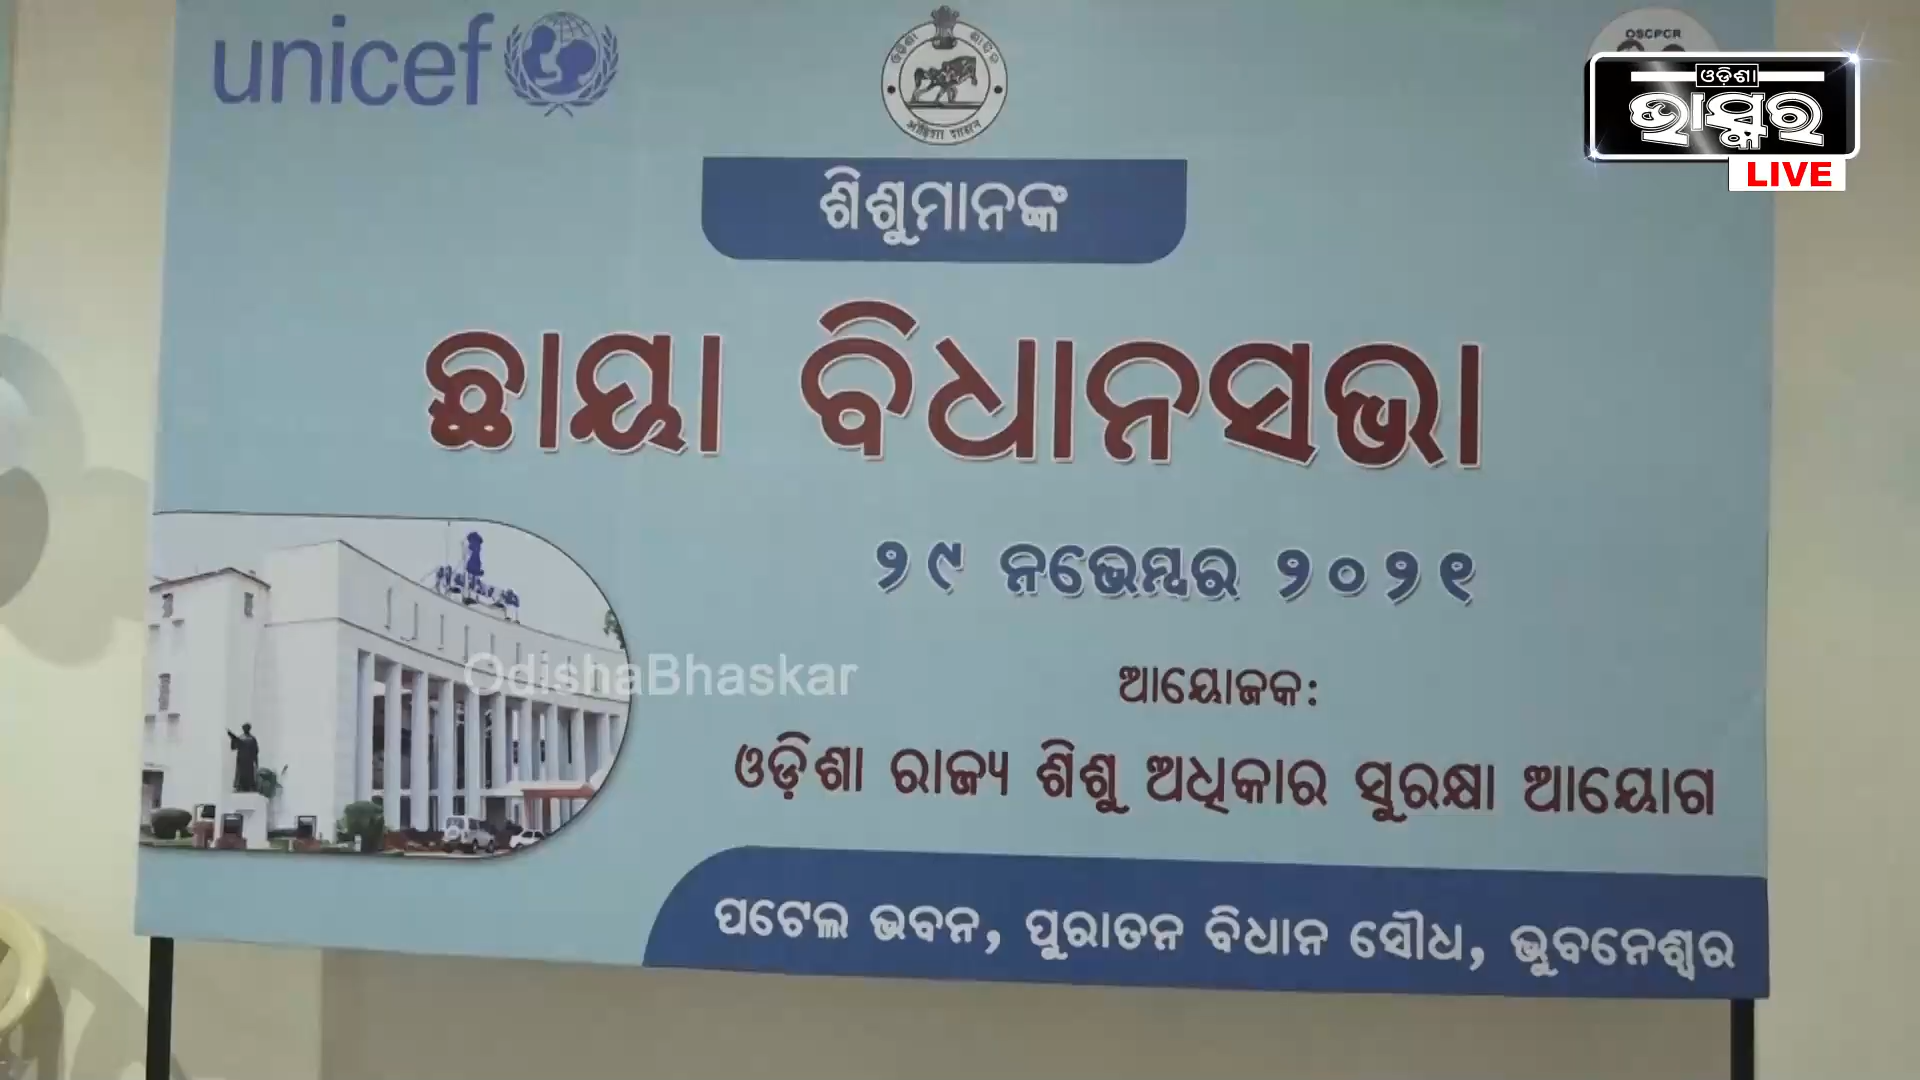 unicef
OSCPCR
ଓଡ଼ିଶା
ଭାସ୍କର
LIVE
ଶିଶୁମାନଙ୍କ
ଛାୟା ବିଧାନସଭା
୨୯ ନଭେମ୍ବର ୨୦୨୧
OdishaBhaskar
ଆୟୋଜକ:
ଓଡ଼ିଶା ରାଜ୍ୟ ଶିଶୁ ଅଧିକାର ସୁରକ୍ଷା ଆୟୋଗ
ପଟେଲ ଭବନ, ପୁରାତନ ବିଧାନ ସୌଧ, ଭୁବନେଶ୍ୱର